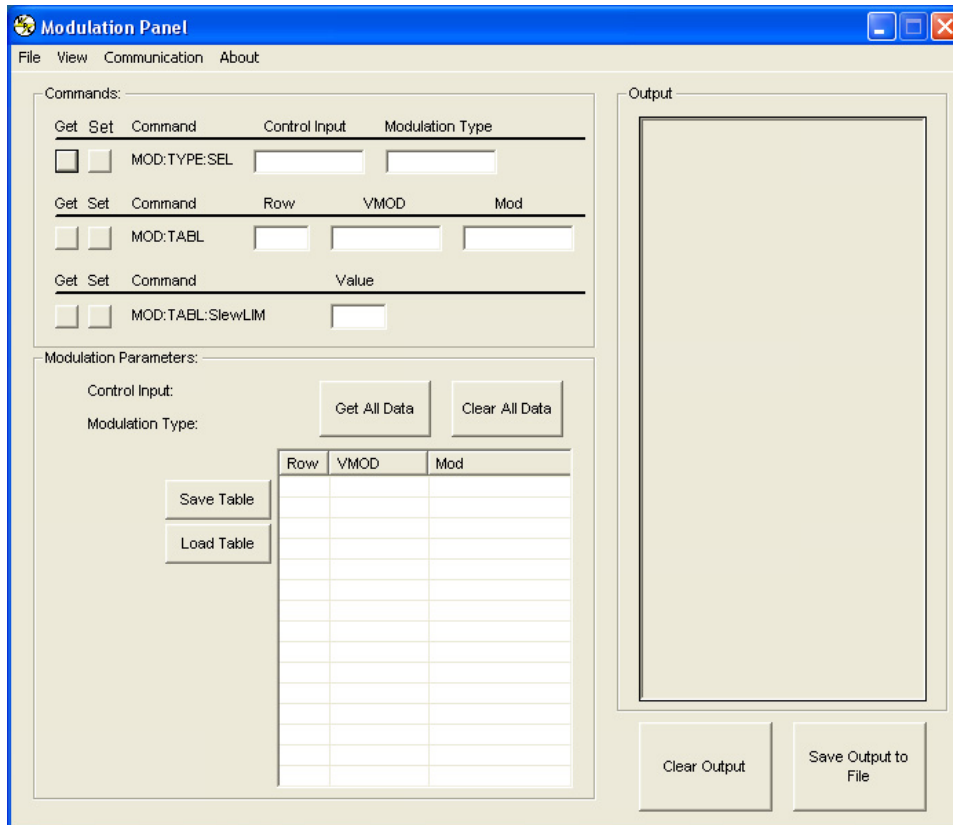 Modulation Panel
File View Communication About
Commands:
Get Set Command Control Input Modulation Type
MOD:TYPE:SEL
Get Set Command Row VMOD Mod
MOD:TABL
Get Set Command Value
MOD:TABL:SlewLIM
Modulation Parameters:
Control Input:
Modulation Type:
Get All Data
Clear All Data
Row VMOD Mod
Save Table
Load Table
Output
Clear Output
Save Output to
File